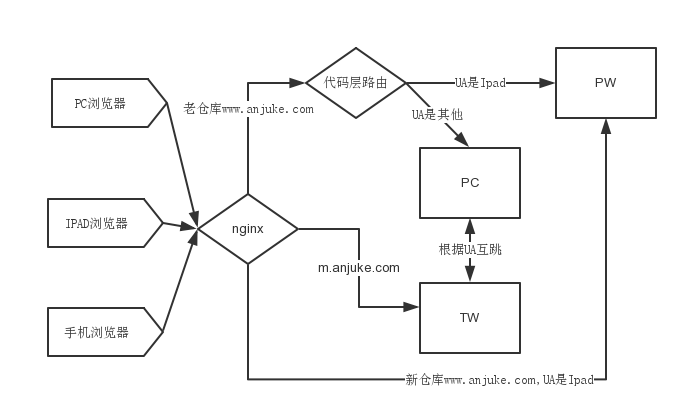 代码层路由
UA是Ipad
PW
PC浏览器
老仓库www.anjuke.com
UA是其他
PC
IPAD浏览器
nginx
根据UA互跳
m.anjuke.com
手机浏览器
TW
新仓库www.anjuke.com,UA是Ipad